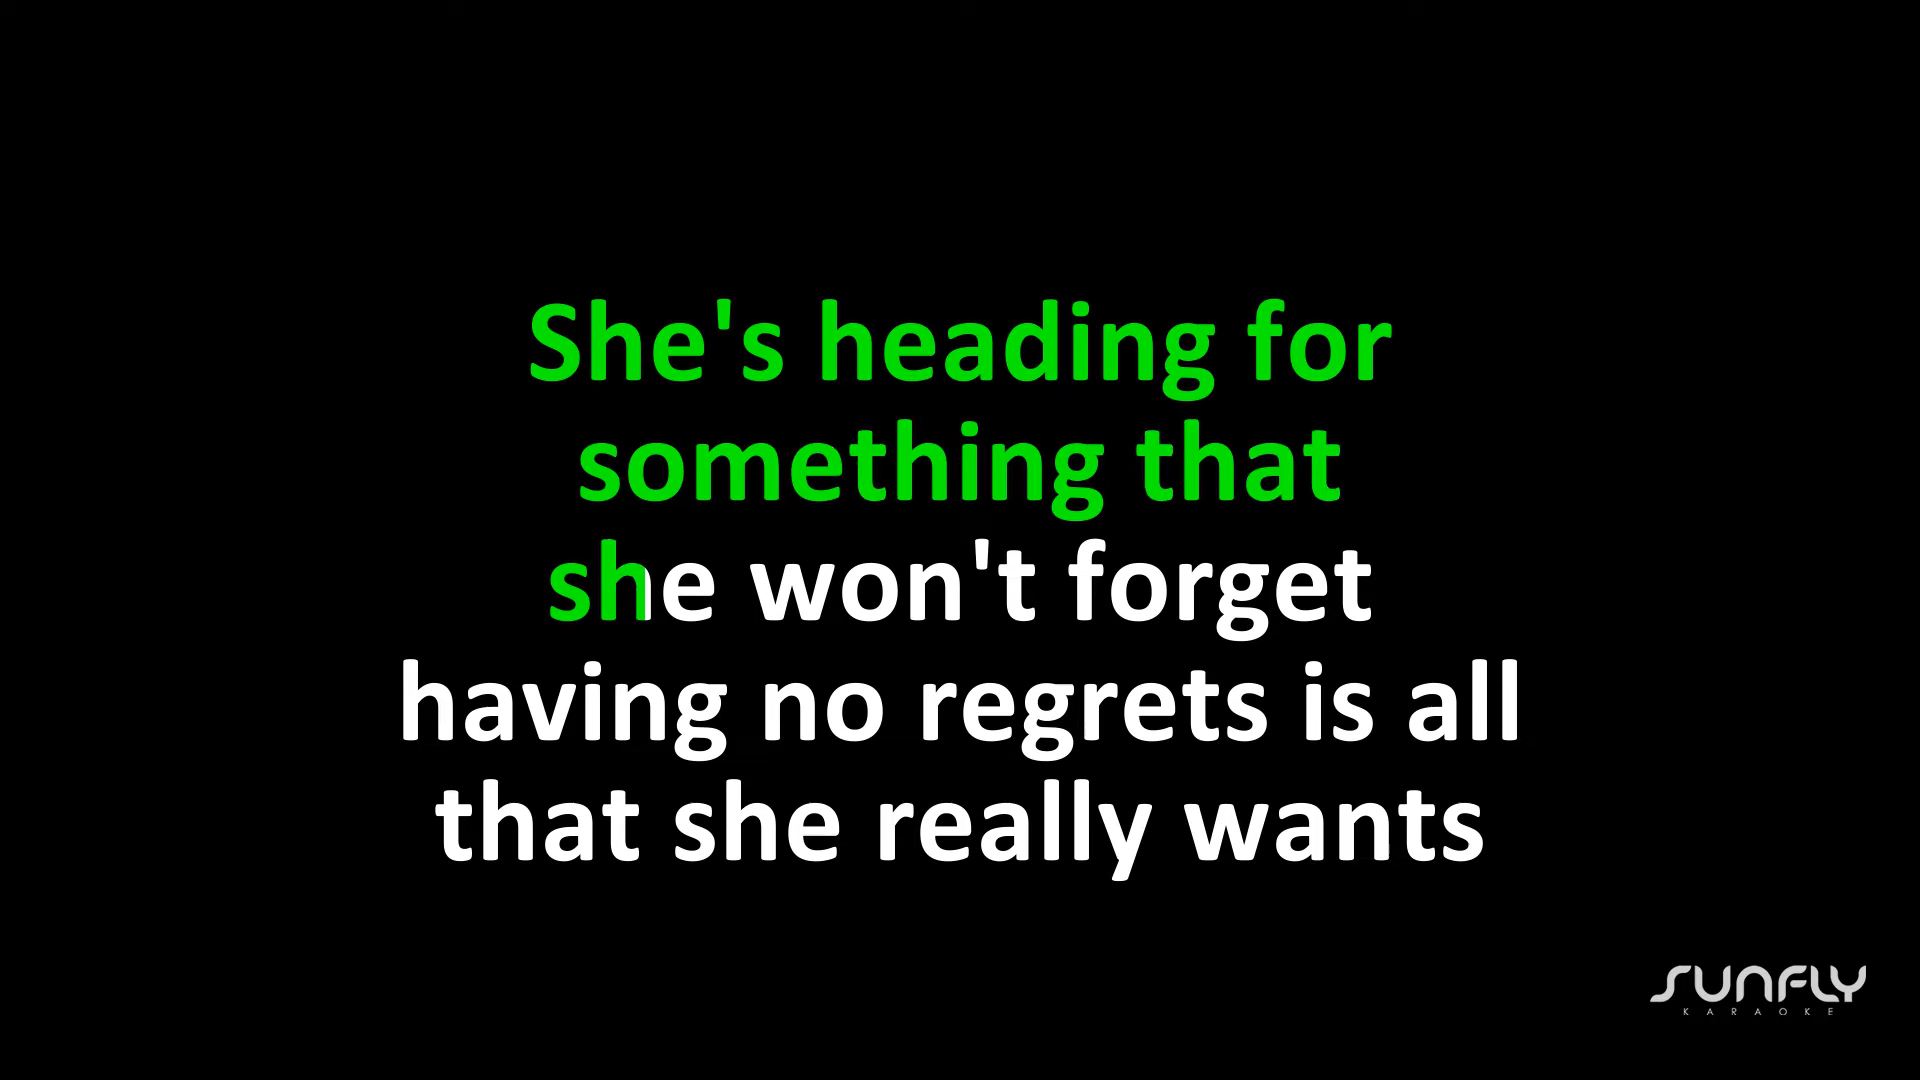 She's heading for
something that
she won't forget
having no regrets is all
that she really wants
SUNFLY
KARAOKE